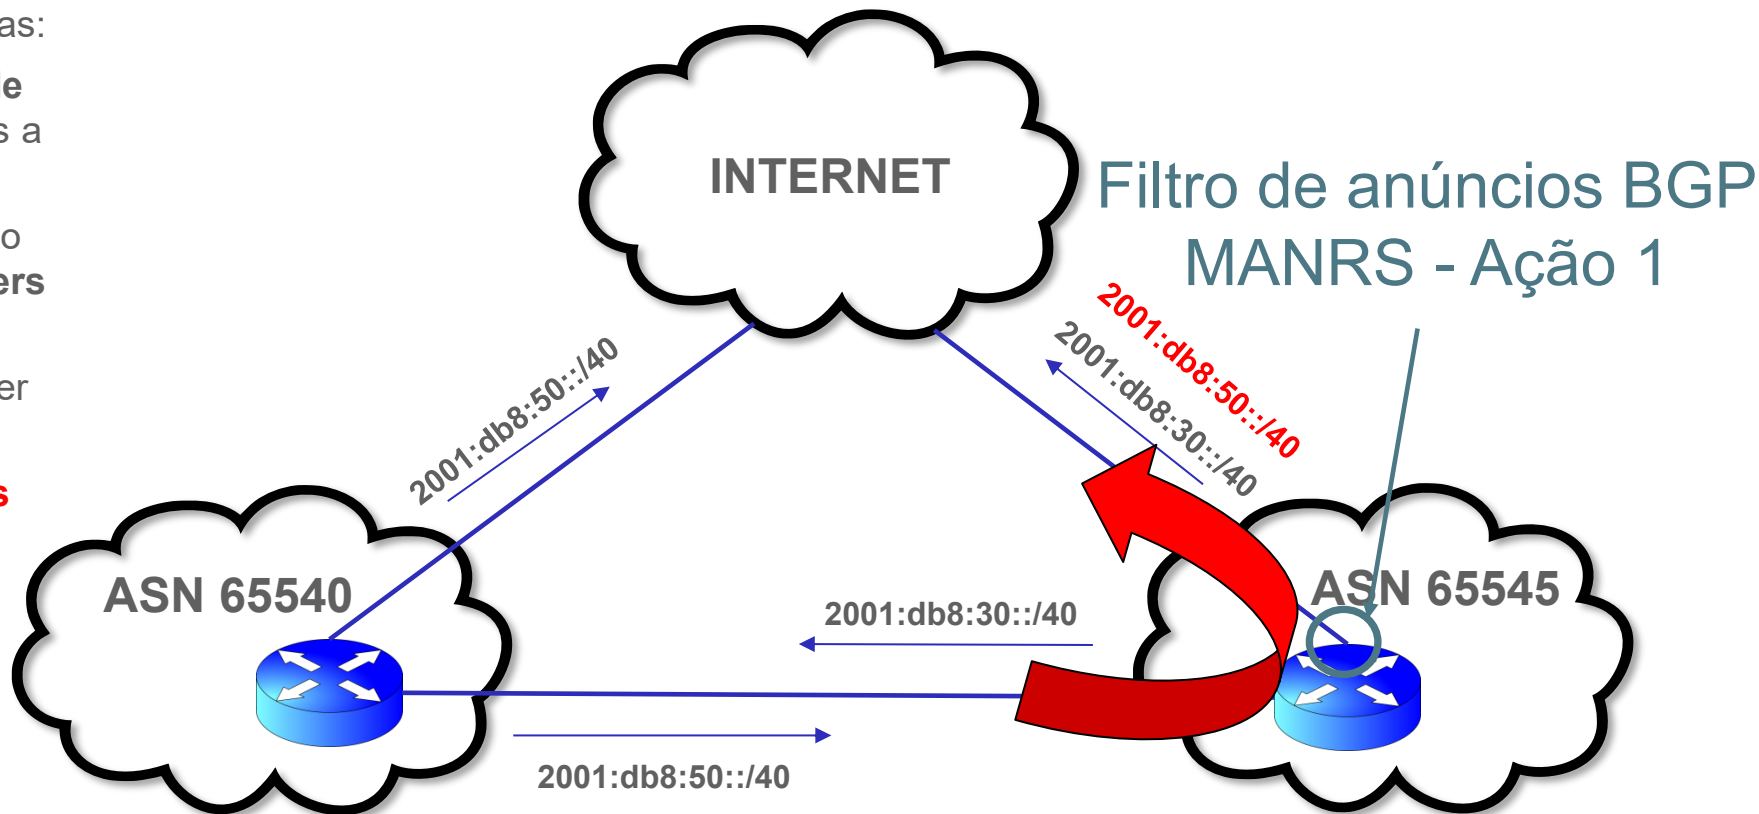 as:
s a
o
ers
er
s
INTERNET
Filtro de anúncios BGP
MANRS - Ação 1
2001:db8:50::/40
2001:db8:50::/40
2001:db8:30::/40
ASN 65540
ASN 65545
2001:db8:30::/40
2001:db8:50::/40